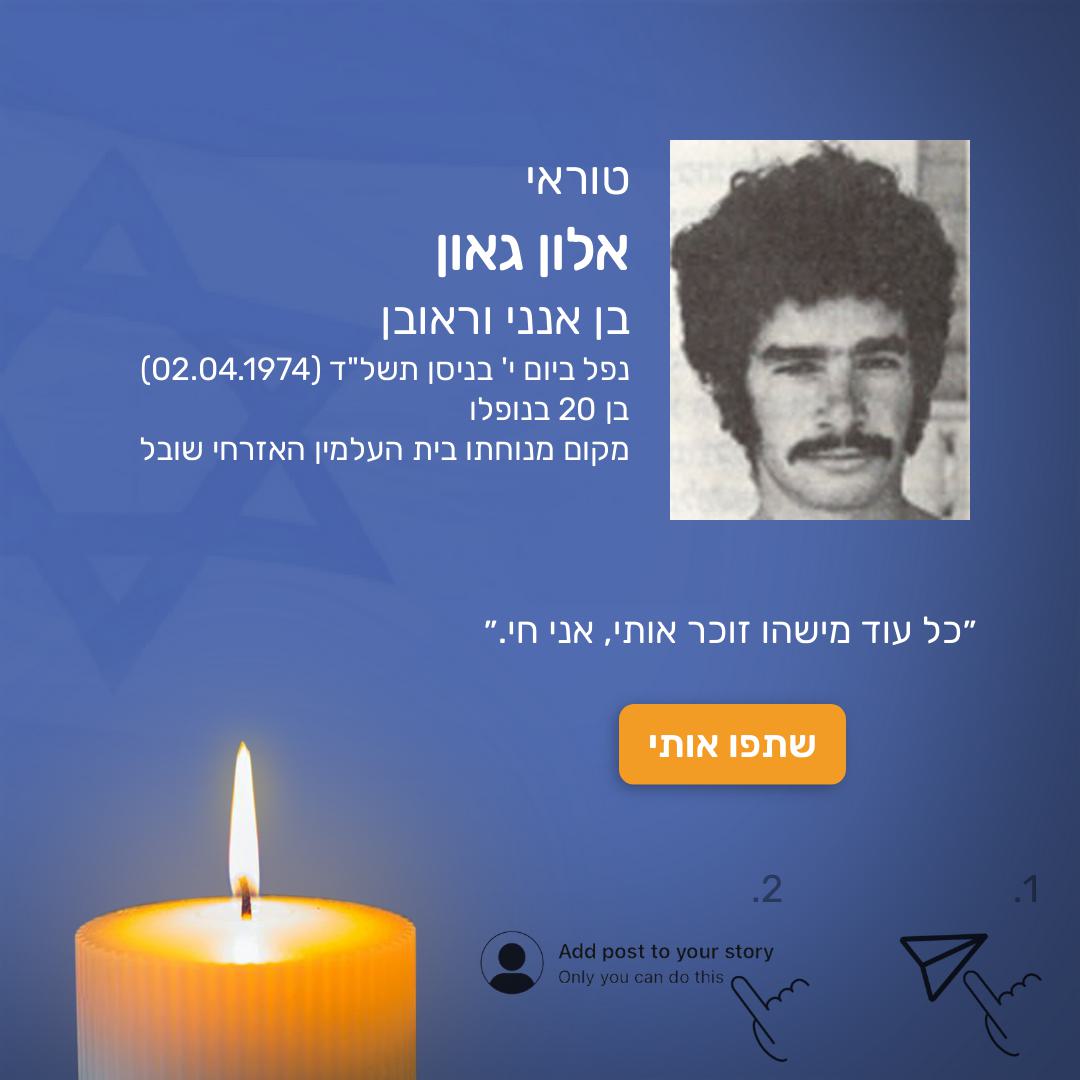 טוראי
אלון גאון
בן אנני וראובן
נפל ביום י' בניסן תשל"ד (02.04.1974)
בן 20 בנופלו
מקום מנוחתו בית העלמין האזרחי שובל
״כל עוד מישהו זוכר אותי, אני חי.״
שתפו אותי
1.
2.
Add post to your story
Only you can do this